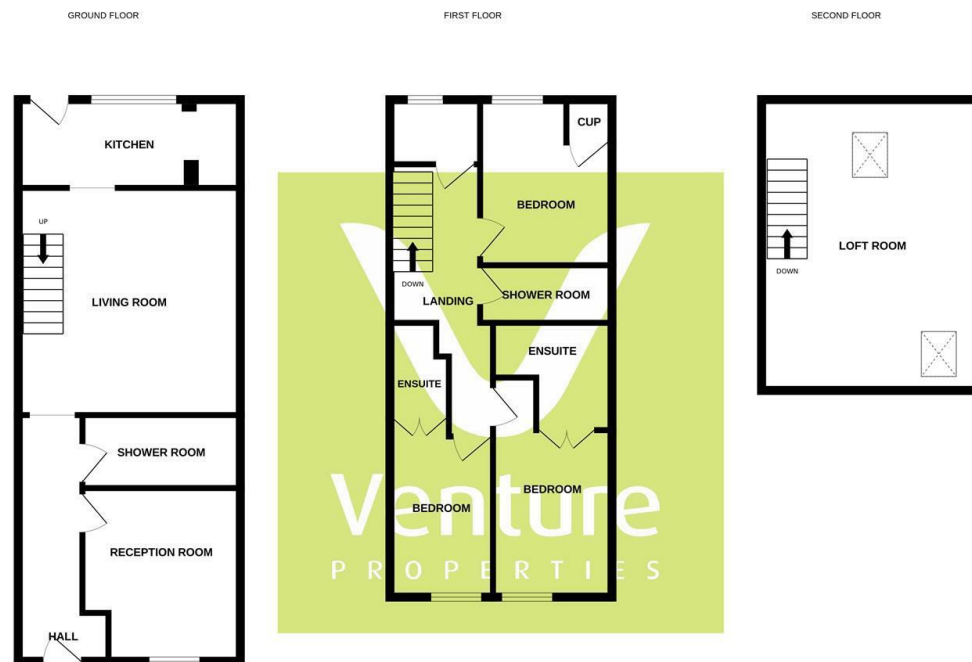 GROUND FLOOR
KITCHEN
UP
LIVING ROOM
SHOWER ROOM
RECEPTION ROOM
HALL
FIRST FLOOR
CUP
BEDROOM
DOWN
LANDING
SHOWER ROOM
ENSUITE
ENSUITE
BEDROOM
BEDROOM
Venture
PROPERTIES
SECOND FLOOR
LOFT ROOM
DOWN